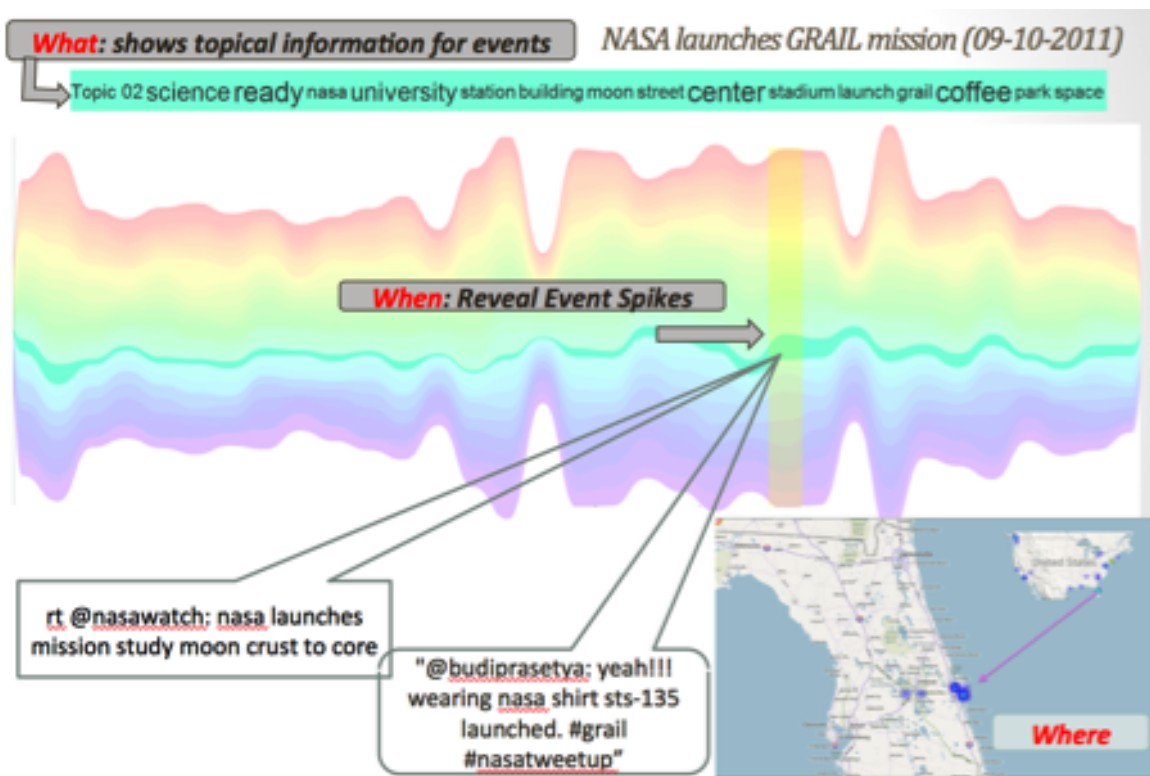 What: shows topical information for events
NASA launches GRAIL mission (09-10-2011)
Topic 02 science ready nasa university station building moon street center stadium launch grail coffee park space
When: Reveal Event Spikes
rt @nasawatch: nasa launches
mission study moon crust to core
"@budiprasetya: yeah!!!
wearing nasa shirt sts-135
launched. #grail
#nasatweetup”
United States
Where